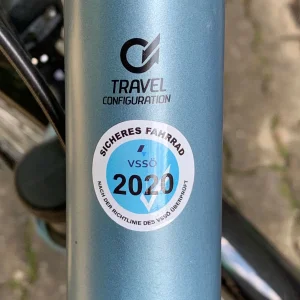 TRAVEL
CONFIGURATION
SICHERES FAHRRAD
VSSÖ
2020
NACH DER RICHTLINIE DES VSSÖ ÜBERPRÜFT